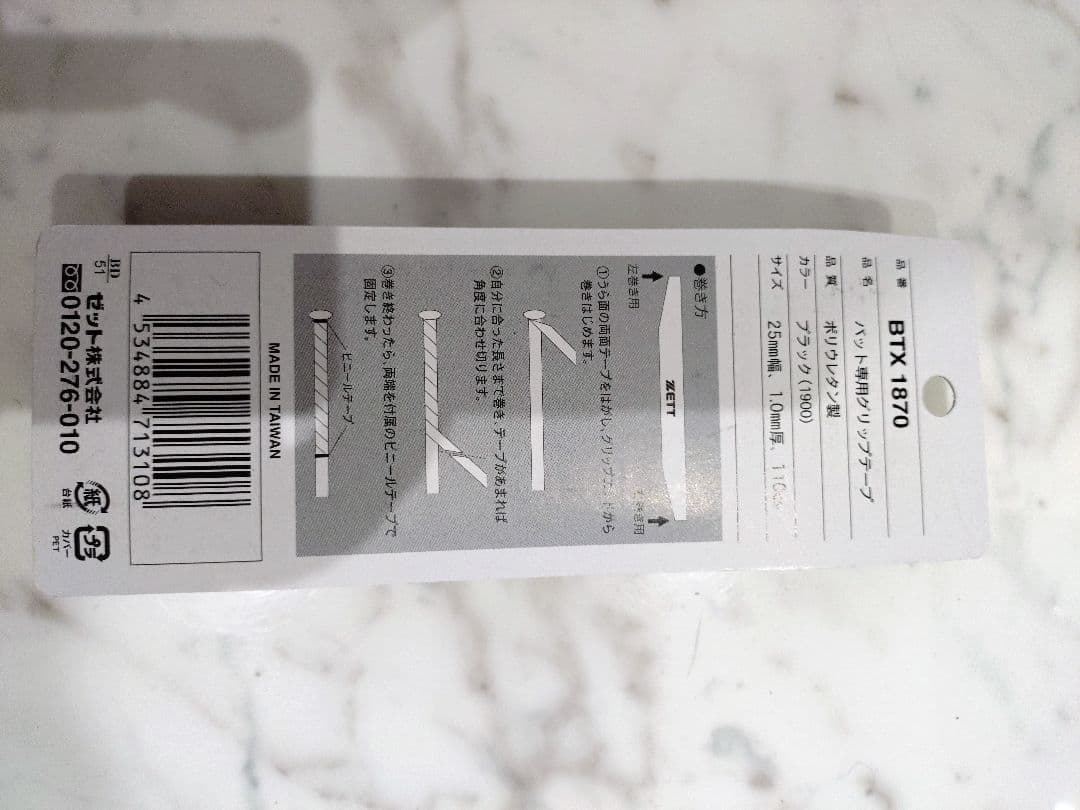 品番 BTX 1870
品名 バット専用グリップテープ
品質 ポリウレタン製
カラー ブラック(1900)
サイズ 25mm幅、1.0mm厚、110cm
●巻き方
ZETT
左巻き用
右巻き用
①うら面の両面テープをはがし、グリップエンドから
巻きはじめます。
②自分に合った長さまで巻き、テープがあまれば
角度に合わせ切ります。
③巻き終わったら、両端を付属のビニールテープで
固定します。
ビニールテープ
MADE IN TAIWAN
4 534884 713108
BD
51
ゼット株式会社
0120-276-010
紙
台紙
プラ
カバー
PET